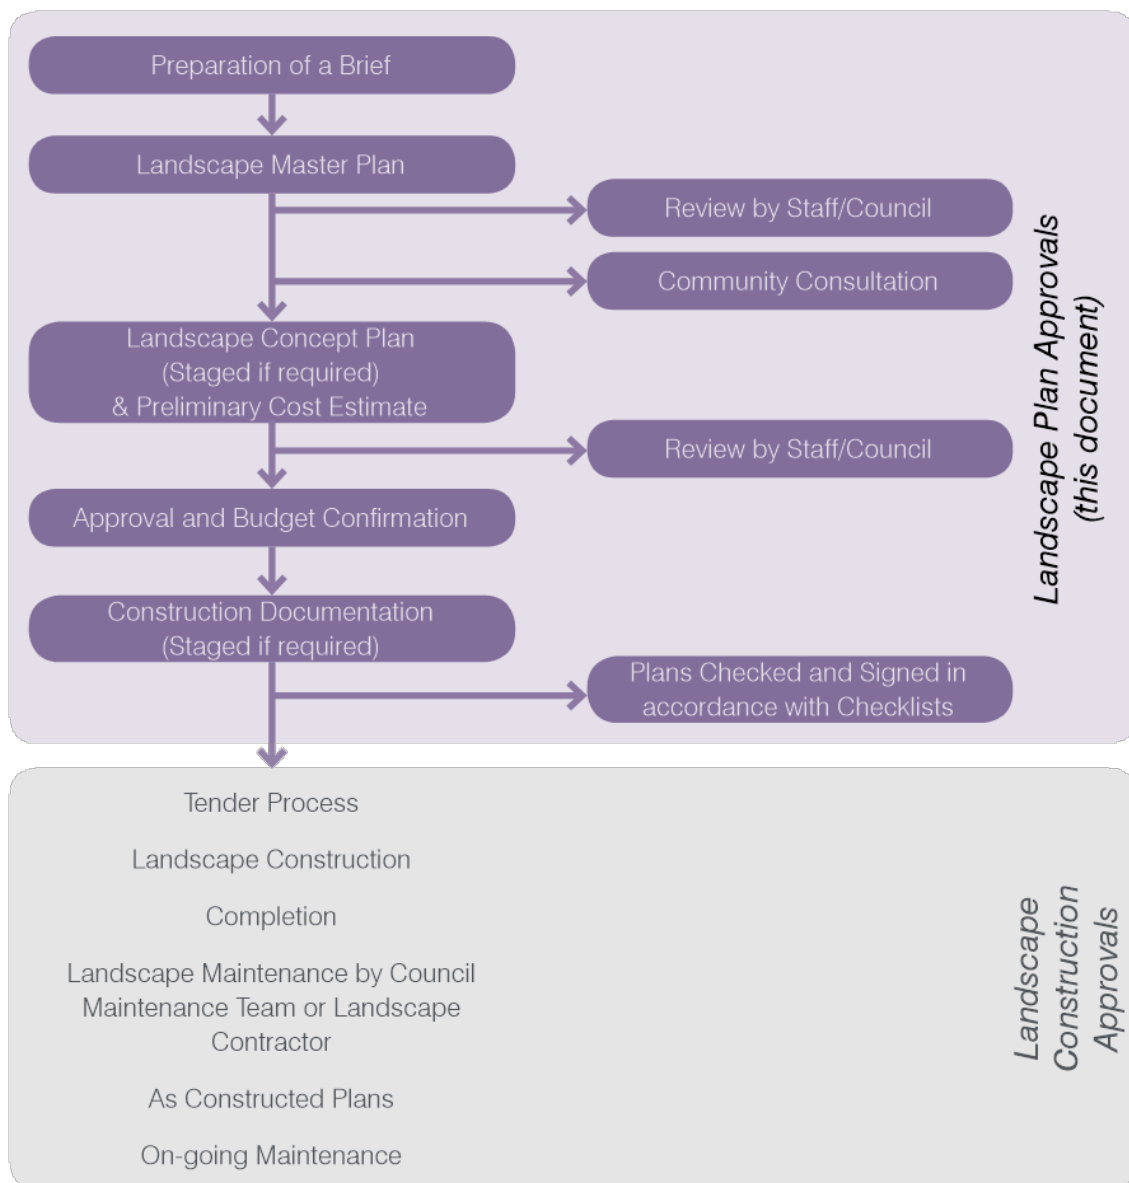 Preparation of a Brief
Landscape Master Plan
Review by Staff/Council
Community Consultation
Landscape Concept Plan
(Staged if required)
& Preliminary Cost Estimate
Review by Staff/Council
Approval and Budget Confirmation
Construction Documentation
(Staged if required)
Plans Checked and Signed in
accordance with Checklists
Landscape Plan Approvals
(this document)
Tender Process
Landscape Construction
Completion
Landscape Maintenance by Council
Maintenance Team or Landscape
Contractor
As Constructed Plans
On-going Maintenance
Landscape
Construction
Approvals